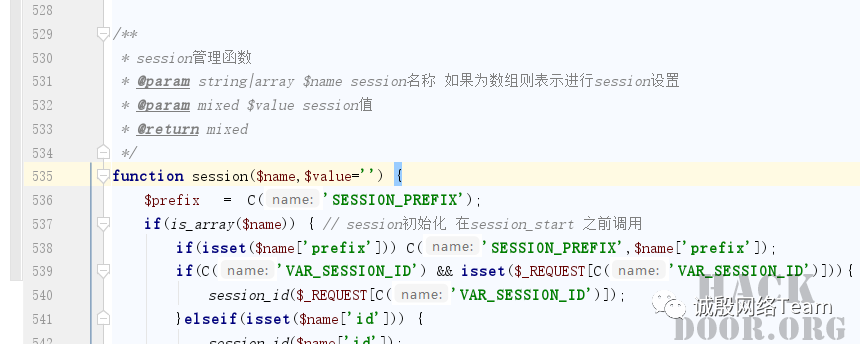 528
529 /**
530 * session管理函数
531 * @param string|array $name session名称 如果为数组则表示进行session设置
532 * @param mixed $value session值
533 * @return mixed
534 */
535 function session($name,$value='') {
536 $prefix = C( name: 'SESSION_PREFIX');
537 if(is_array($name)) { // session初始化 在session_start 之前调用
538 if(isset($name['prefix'])) C( name: 'SESSION_PREFIX',$name['prefix']);
539 if(C( name: 'VAR_SESSION_ID') && isset($_REQUEST[C( name: 'VAR_SESSION_ID')])){
540 session_id($_REQUEST[C( name: 'VAR_SESSION_ID')]);
541 }elseif(isset($name['id'])) {
542 session_id($name['id']);
HACK
诚殷网络Team
DOOR.ORG